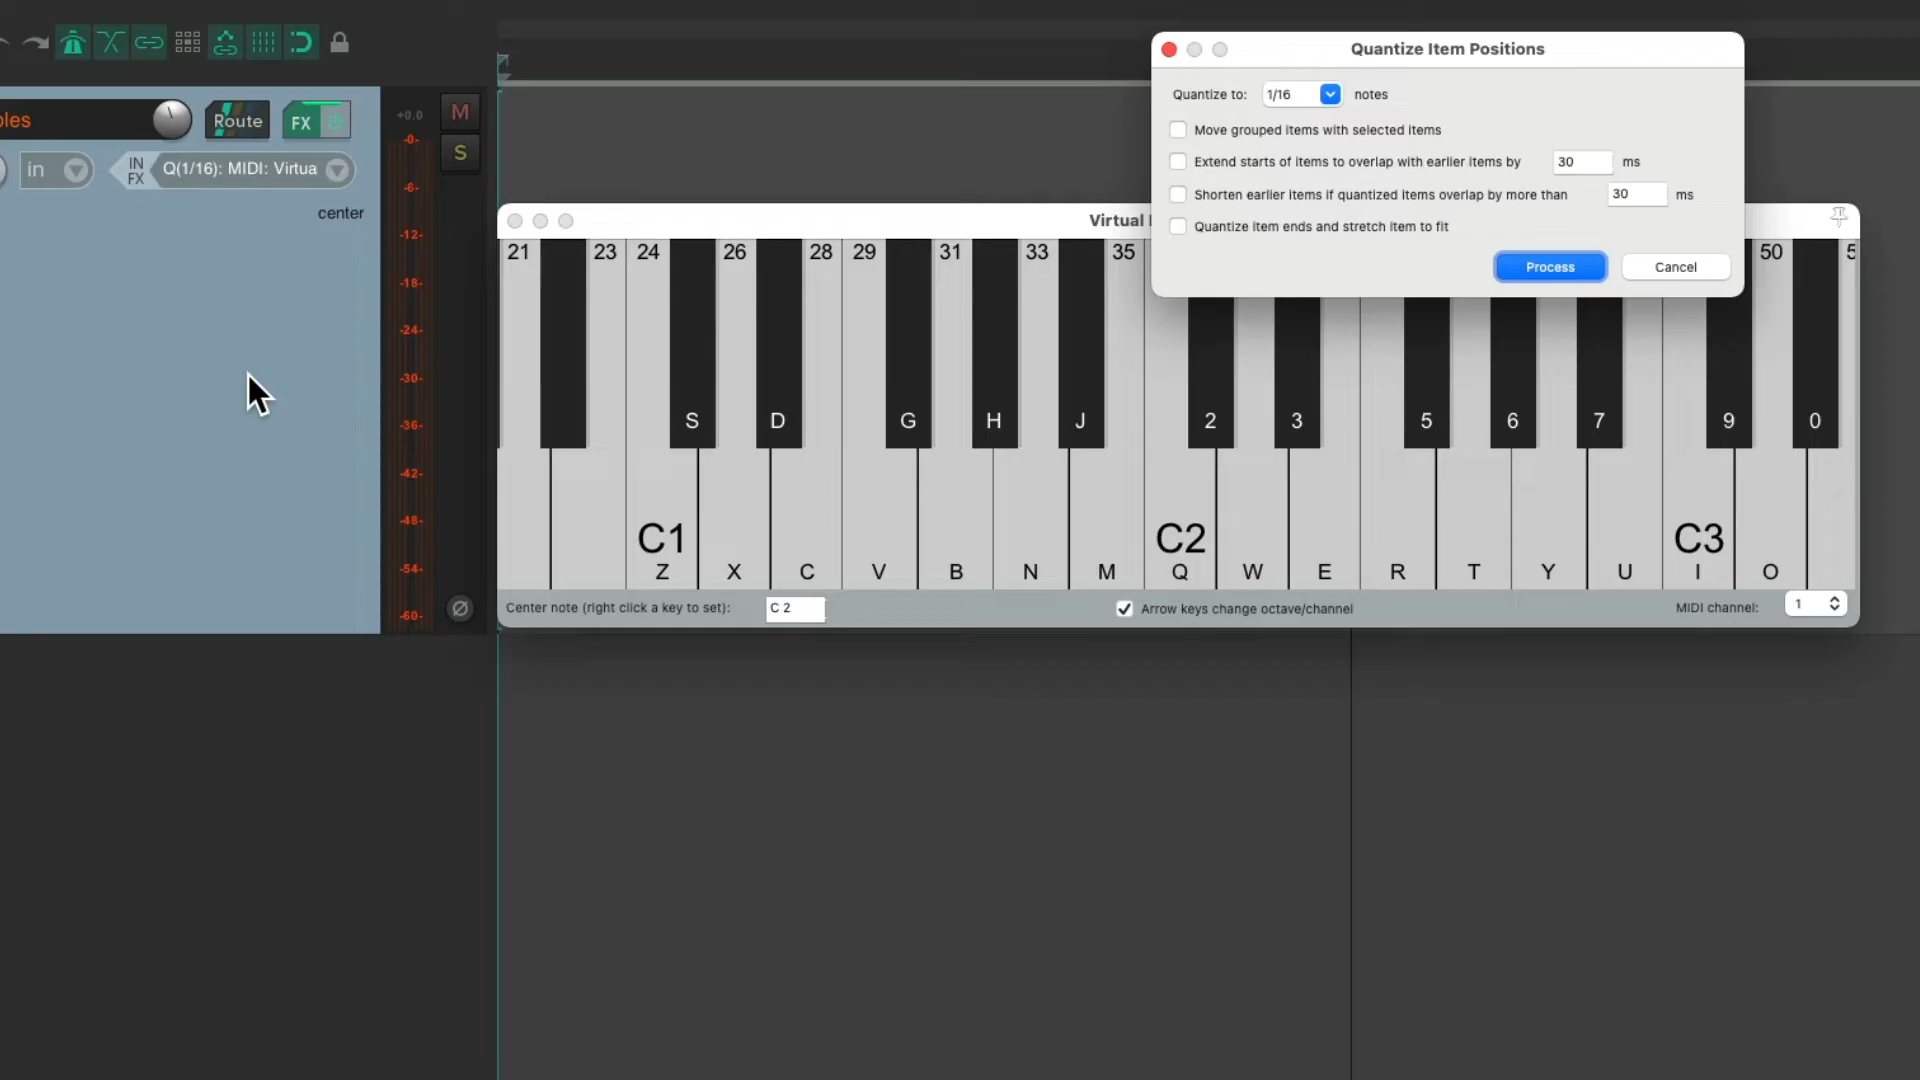 Quantize Item Positions
Quantize to: 1/16 notes
Move grouped items with selected items
Extend starts of items to overlap with earlier items by 30 ms
Shorten earlier items if quantized items overlap by more than 30 ms
Quantize item ends and stretch item to fit
Process Cancel
Route FX
in IN FX Q(1/16): MIDI: Virtua
center
+0.0 M
-0- S
-6-
-12-
-18-
-24-
-30-
-36-
-42-
-48-
-54-
-60-
Virtual
21 23 24 26 28 29 31 33 35 50
S D G H J 2 3 5 6 7 9 0
C1 C2 C3
Z X C V B N M Q W E R T Y U I O
Center note (right click a key to set): C 2 Arrow keys change octave/channel MIDI channel: 1